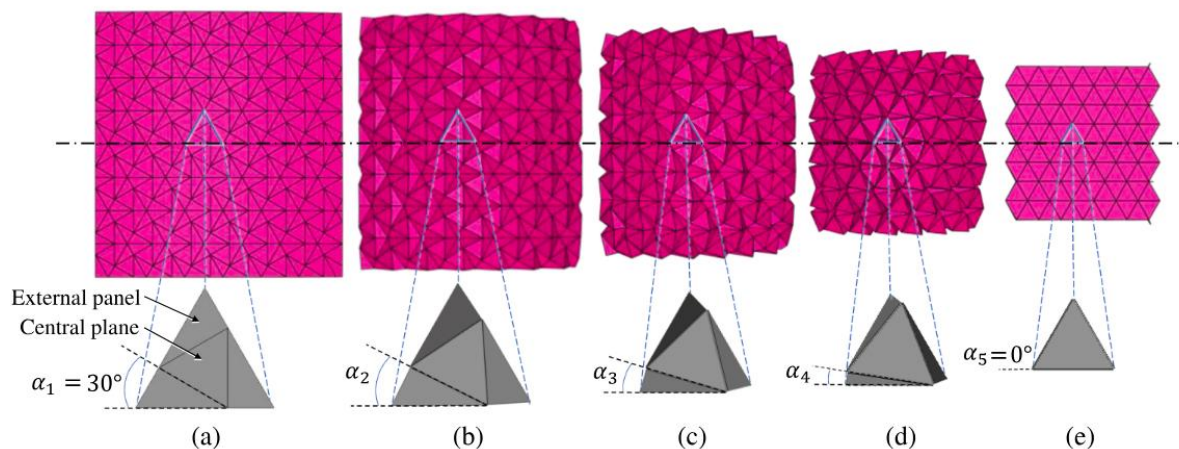 External panel
Central plane
α₁ = 30°
α₂
α₃
α₄
α₅=0°
(a)
(b)
(c)
(d)
(e)